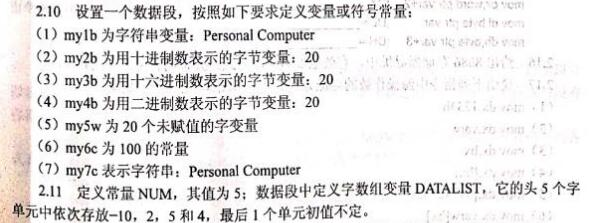 2.10 设置一个数据段，按照如下要求定义变量或符号常量：
（1）my1b 为字符串变量：Personal Computer
（2）my2b 为用十进制数表示的字节变量：20
（3）my3b 为用十六进制数表示的字节变量：20
（4）my4b 为用二进制数表示的字节变量：20
（5）my5w 为 20 个未赋值的字变量
（6）my6c 为 100 的常量
（7）my7c 表示字符串：Personal Computer
2.11 定义常量 NUM，其值为 5；数据段中定义字数组变量 DATALIST，它的头 5 个字
单元中依次存放−10，2，5 和 4，最后 1 个单元初值不定。